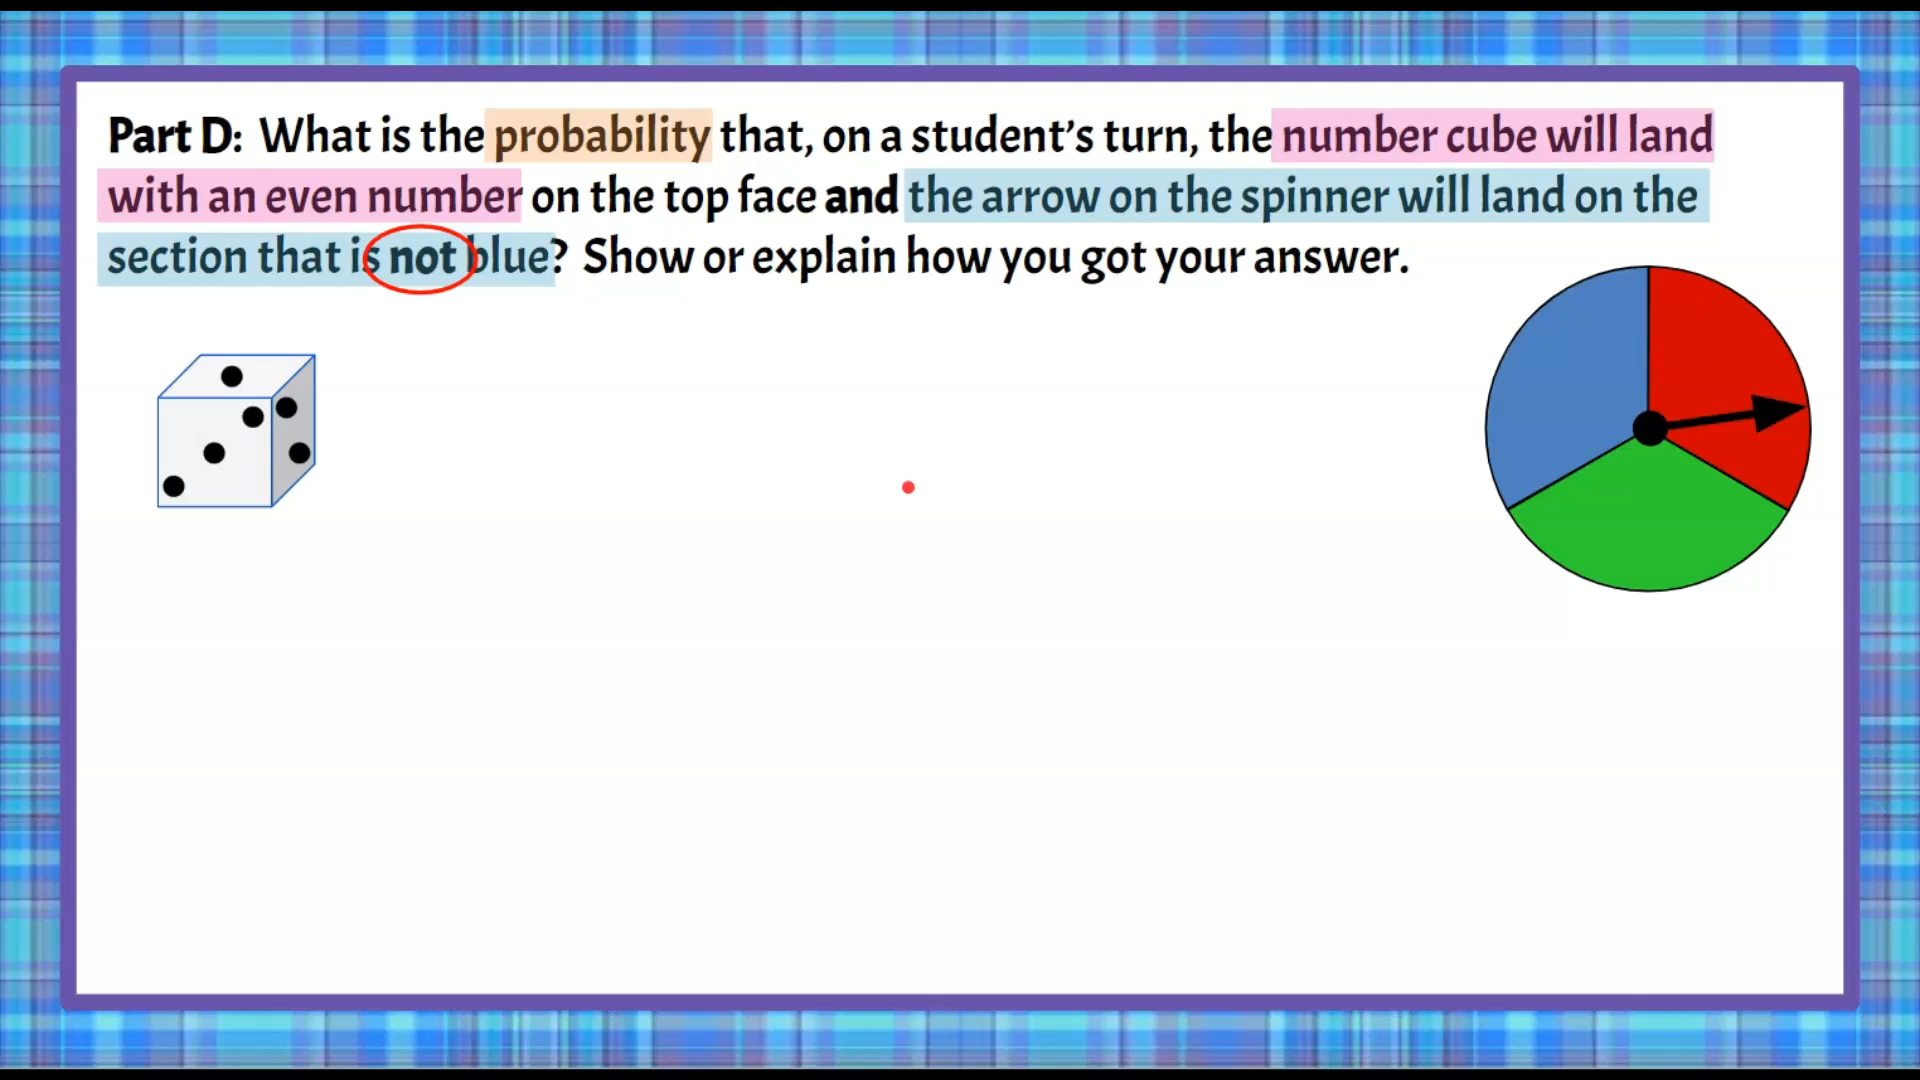 Part D: What is the probability that, on a student’s turn, the number cube will land
with an even number on the top face and the arrow on the spinner will land on the
section that is not blue? Show or explain how you got your answer.